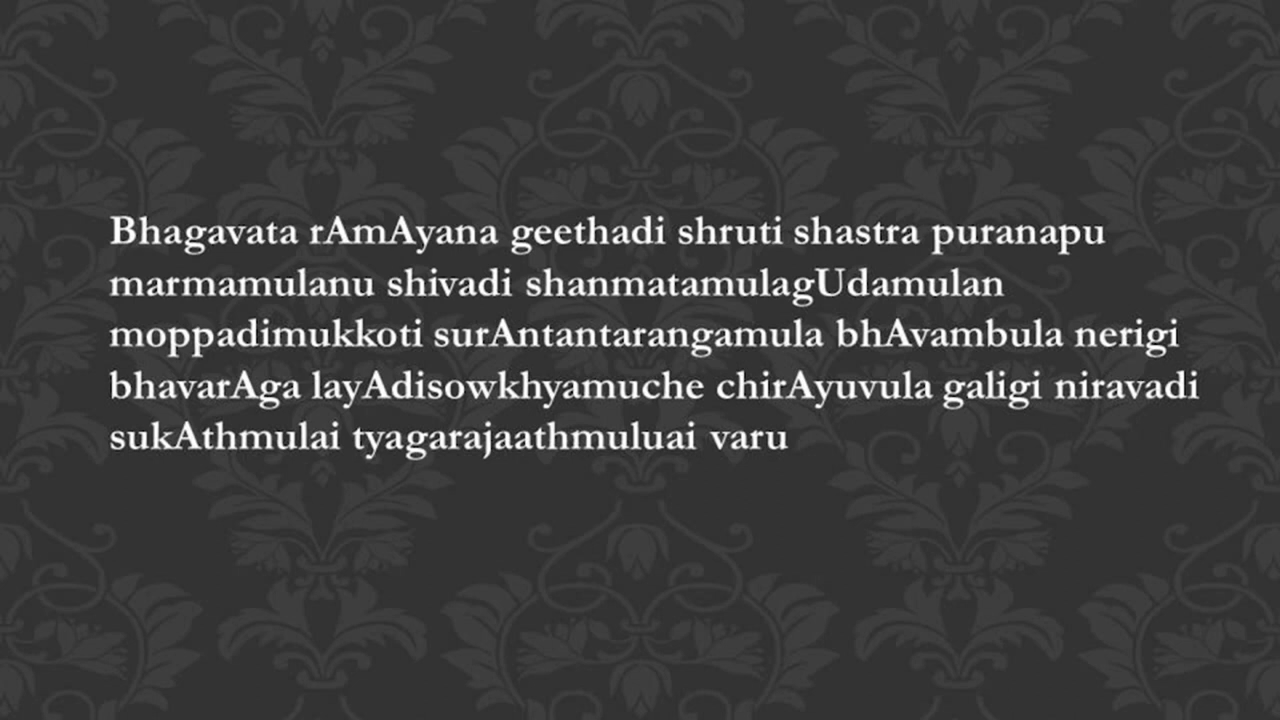 Bhagavata rAmAyana geethadi shruti shastra puranapu
marmamulanu shivadi shanmatamulagUdamulan
moppadimukkoti surAntantarangamula bhAvambula nerigi
bhavarAga layAdisowkhyamuche chirAyuvula galigi niravadi
sukAthmulai tyagarajaathmuluai varu